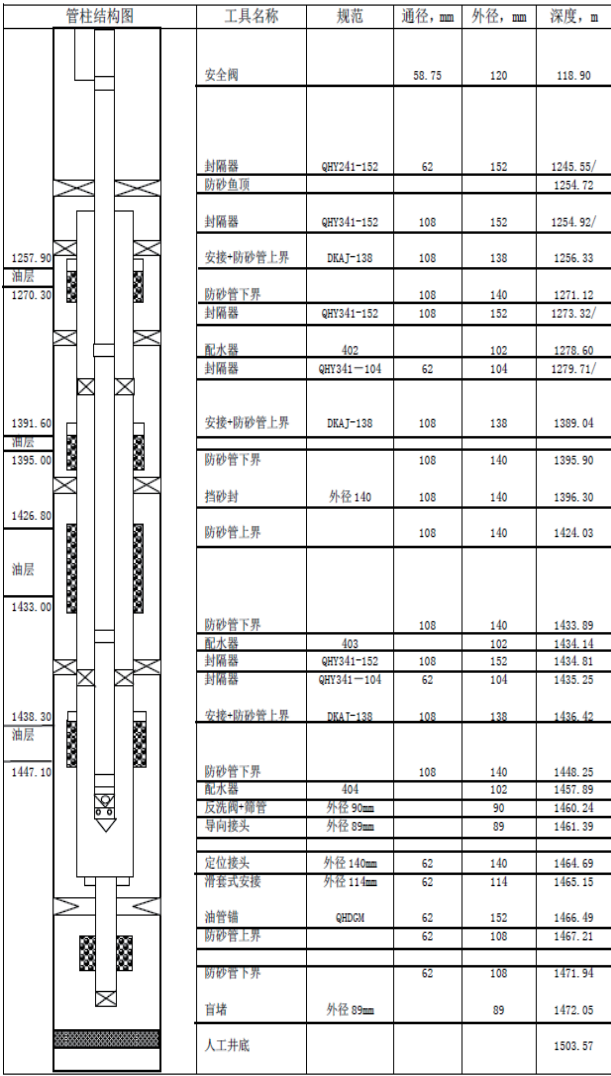 管柱结构图 工具名称 规范 通径，mm 外径，mm 深度，m
安全阀 58.75 120 118.90
封隔器 QHY241-152 62 152 1245.55/
防砂鱼顶 1254.72
封隔器 QHY341-152 108 152 1254.92/
1257.90 安接+防砂管上界 DKAJ-138 108 138 1256.33
油层
1270.30 防砂管下界 108 140 1271.12
封隔器 QHY341-152 108 152 1273.32/
配水器 402 102 1278.60
封隔器 QHY341-104 62 104 1279.71/
1391.60 安接+防砂管上界 DKAJ-138 108 138 1389.04
油层
1395.00 防砂管下界 108 140 1395.90
挡砂封 外径140 108 140 1396.30
1426.80
防砂管上界 108 140 1424.03
油层
1433.00
防砂管下界 108 140 1433.89
配水器 403 102 1434.14
封隔器 QHY341-152 108 152 1434.81
封隔器 QHY341-104 62 104 1435.25
1438.30 安接+防砂管上界 DKAJ-138 108 138 1436.42
油层
1447.10 防砂管下界 108 140 1448.25
配水器 404 102 1457.89
反洗阀+筛管 外径90mm 90 1460.24
导向接头 外径89mm 89 1461.39
定位接头 外径140mm 62 140 1464.69
滑套式安接 外径114mm 62 114 1465.15
油管锚 QHDGM 62 152 1466.49
防砂管上界 62 108 1467.21
防砂管下界 62 108 1471.94
盲堵 外径89mm 89 1472.05
人工井底 1503.57